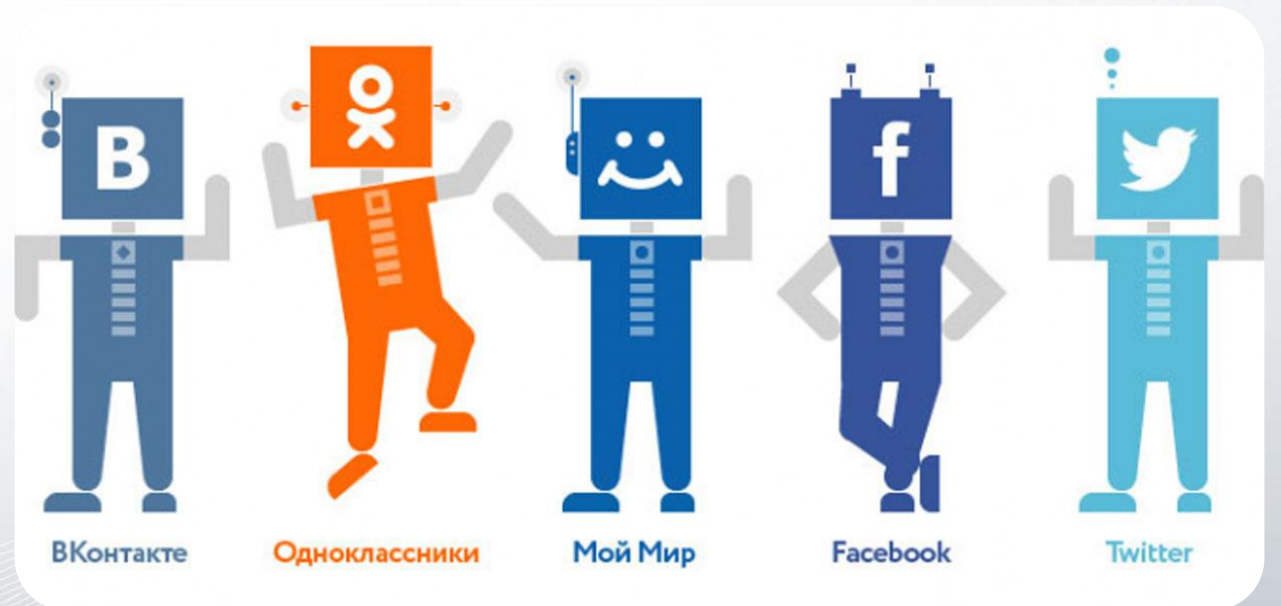 В
f
ВКонтакте
Одноклассники
Мой Мир
Facebook
Twitter